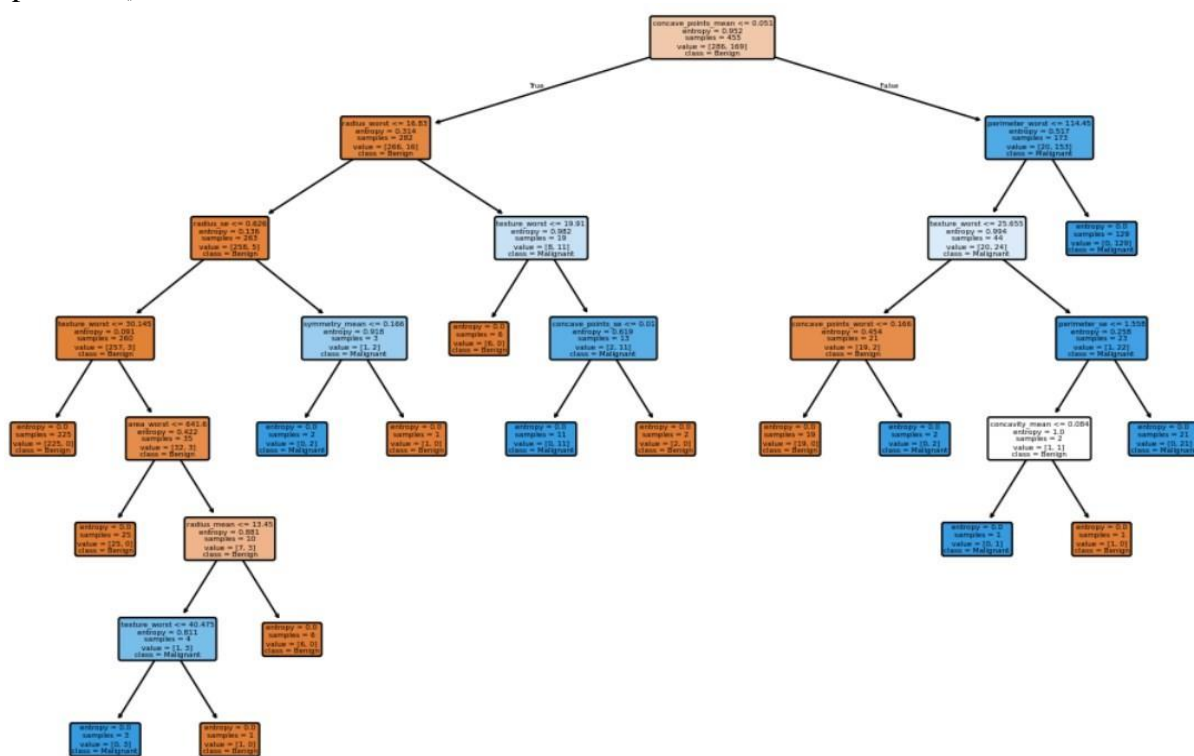 concave_points_mean <= 0.051
entropy = 0.952
samples = 455
value = [286, 169]
class = Benign
True
False
radius_worst <= 16.83
entropy = 0.314
samples = 282
value = [266, 16]
class = Benign
perimeter_worst <= 114.45
entropy = 0.517
samples = 173
value = [20, 153]
class = Malignant
radius_se <= 0.626
entropy = 0.136
samples = 263
value = [258, 5]
class = Benign
texture_worst <= 19.91
entropy = 0.982
samples = 19
value = [8, 11]
class = Malignant
texture_worst <= 25.655
entropy = 0.994
samples = 44
value = [20, 24]
class = Malignant
entropy = 0.0
samples = 129
value = [0, 129]
class = Malignant
texture_worst <= 30.145
entropy = 0.091
samples = 260
value = [257, 3]
class = Benign
symmetry_mean <= 0.166
entropy = 0.918
samples = 3
value = [1, 2]
class = Malignant
entropy = 0.0
samples = 6
value = [6, 0]
class = Benign
concave_points_se <= 0.01
entropy = 0.619
samples = 13
value = [2, 11]
class = Malignant
concave_points_worst <= 0.166
entropy = 0.454
samples = 21
value = [19, 2]
class = Benign
perimeter_se <= 1.558
entropy = 0.258
samples = 23
value = [1, 22]
class = Malignant
entropy = 0.0
samples = 225
value = [225, 0]
class = Benign
area_worst <= 641.6
entropy = 0.422
samples = 35
value = [32, 3]
class = Benign
entropy = 0.0
samples = 2
value = [0, 2]
class = Malignant
entropy = 0.0
samples = 1
value = [1, 0]
class = Benign
entropy = 0.0
samples = 11
value = [0, 11]
class = Malignant
entropy = 0.0
samples = 2
value = [2, 0]
class = Benign
entropy = 0.0
samples = 19
value = [19, 0]
class = Benign
entropy = 0.0
samples = 2
value = [0, 2]
class = Malignant
concavity_mean <= 0.084
entropy = 1.0
samples = 2
value = [1, 1]
class = Benign
entropy = 0.0
samples = 21
value = [0, 21]
class = Malignant
entropy = 0.0
samples = 25
value = [25, 0]
class = Benign
radius_mean <= 13.45
entropy = 0.881
samples = 10
value = [7, 3]
class = Benign
entropy = 0.0
samples = 1
value = [0, 1]
class = Malignant
entropy = 0.0
samples = 1
value = [1, 0]
class = Benign
texture_worst <= 40.475
entropy = 0.811
samples = 4
value = [1, 3]
class = Malignant
entropy = 0.0
samples = 6
value = [6, 0]
class = Benign
entropy = 0.0
samples = 3
value = [0, 3]
class = Malignant
entropy = 0.0
samples = 1
value = [1, 0]
class = Benign